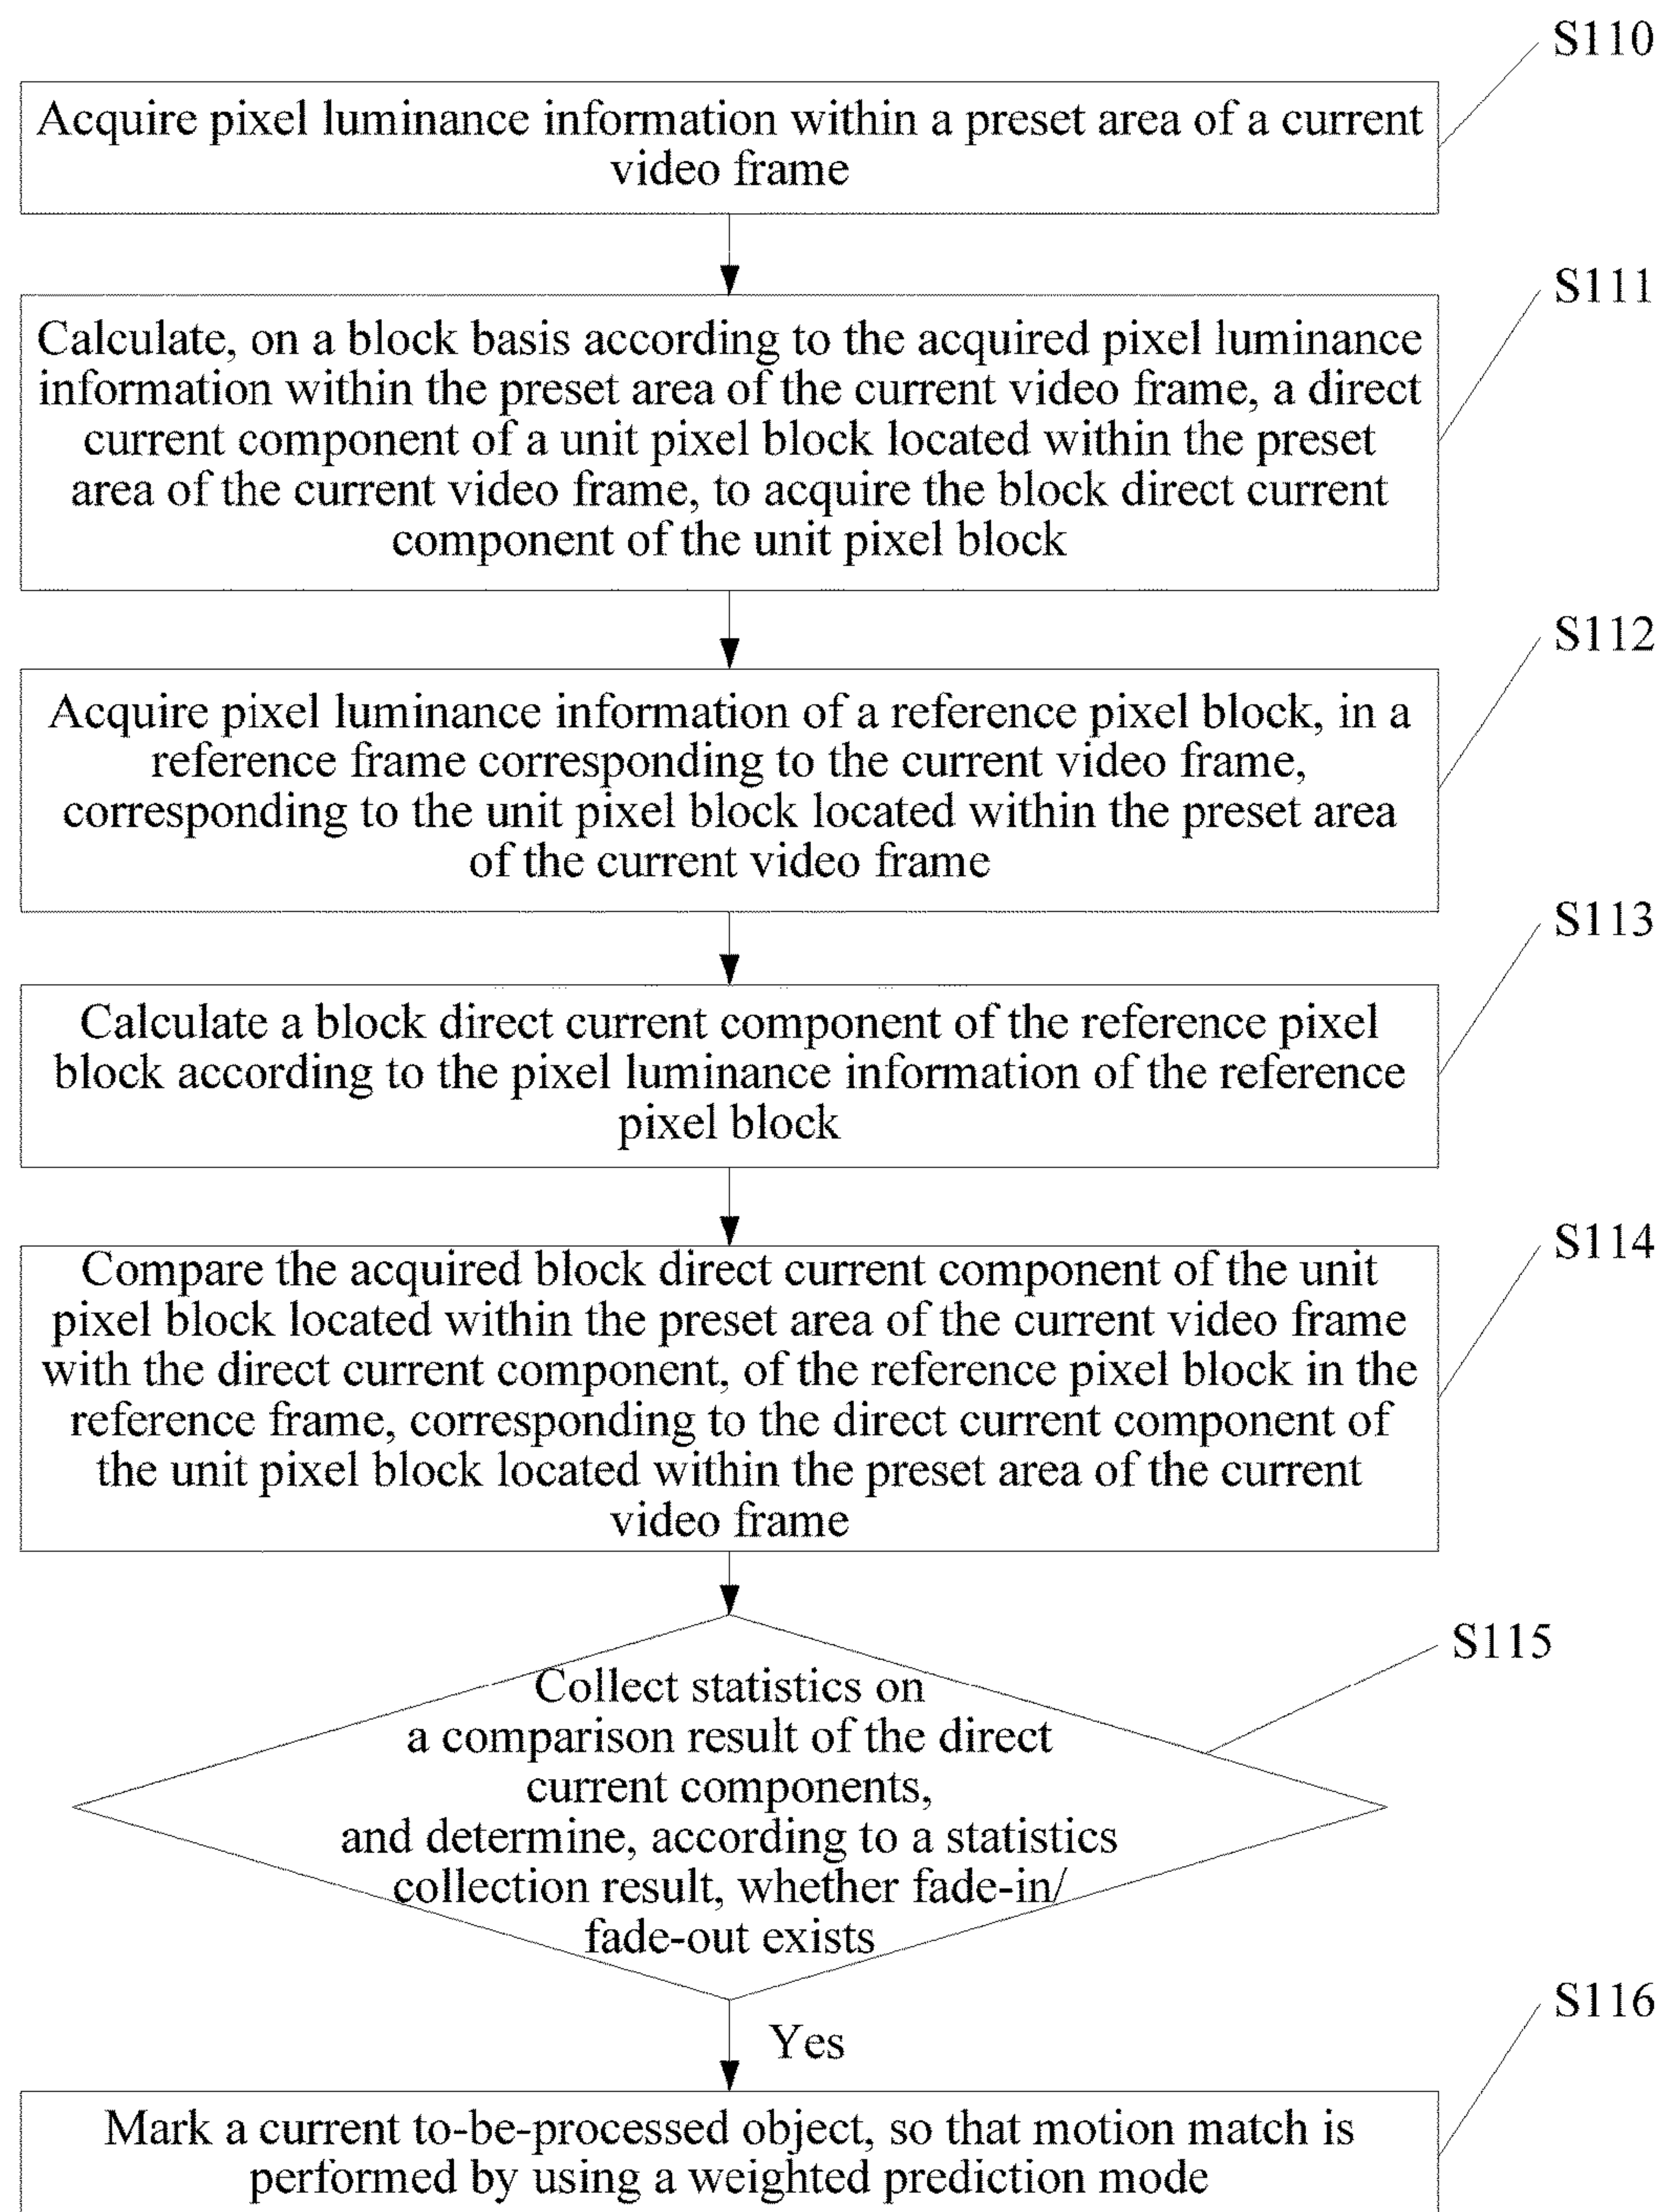 S110
Acquire pixel luminance information within a preset area of a current
video frame
S111
Calculate, on a block basis according to the acquired pixel luminance
information within the preset area of the current video frame, a direct
current component of a unit pixel block located within the preset
area of the current video frame, to acquire the block direct current
component of the unit pixel block
S112
Acquire pixel luminance information of a reference pixel block, in a
reference frame corresponding to the current video frame,
corresponding to the unit pixel block located within the preset area
of the current video frame
S113
Calculate a block direct current component of the reference pixel
block according to the pixel luminance information of the reference
pixel block
S114
Compare the acquired block direct current component of the unit
pixel block located within the preset area of the current video frame
with the direct current component, of the reference pixel block in the
reference frame, corresponding to the direct current component of
the unit pixel block located within the preset area of the current
video frame
S115
Collect statistics on
a comparison result of the direct
current components,
and determine, according to a statistics
collection result, whether fade-in/
fade-out exists
Yes
S116
Mark a current to-be-processed object, so that motion match is
performed by using a weighted prediction mode